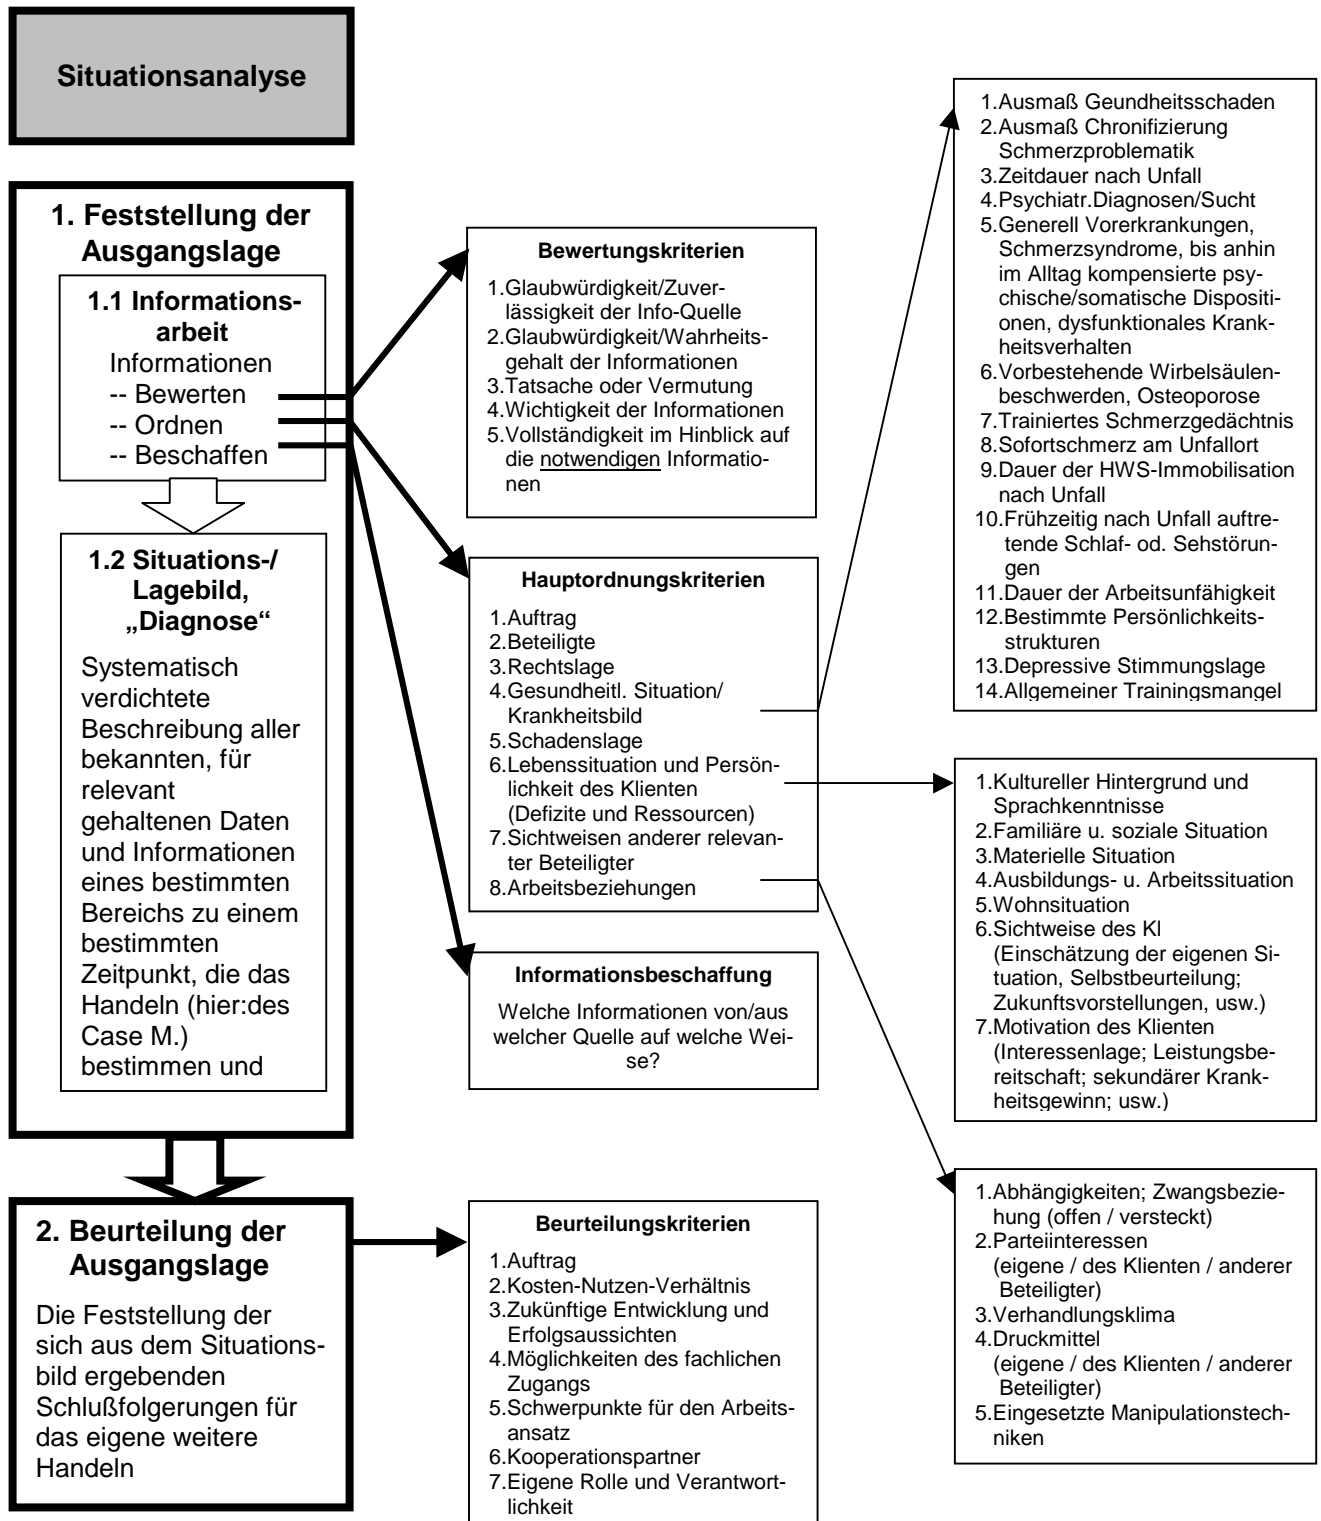 Situationsanalyse
1. Feststellung der
Ausgangslage
1.1 Informations-
arbeit
Informationen
-- Bewerten
-- Ordnen
-- Beschaffen
1.2 Situations-/
Lagebild,
„Diagnose“
Systematisch
verdichtete
Beschreibung aller
bekannten, für
relevant
gehaltenen Daten
und Informationen
eines bestimmten
Bereichs zu einem
bestimmten
Zeitpunkt, die das
Handeln (hier:des
Case M.)
bestimmen und
2. Beurteilung der
Ausgangslage
Die Feststellung der
sich aus dem Situations-
bild ergebenden
Schlußfolgerungen für
das eigene weitere
Handeln
Bewertungskriterien
1.Glaubwürdigkeit/Zuver-
lässigkeit der Info-Quelle
2.Glaubwürdigkeit/Wahrheits-
gehalt der Informationen
3.Tatsache oder Vermutung
4.Wichtigkeit der Informationen
5.Vollständigkeit im Hinblick auf
die notwendigen Informatio-
nen
Hauptordnungskriterien
1.Auftrag
2.Beteiligte
3.Rechtslage
4.Gesundheitl. Situation/
Krankheitsbild
5.Schadenslage
6.Lebenssituation und Persön-
lichkeit des Klienten
(Defizite und Ressourcen)
7.Sichtweisen anderer relevan-
ter Beteiligter
8.Arbeitsbeziehungen
Informationsbeschaffung
Welche Informationen von/aus
welcher Quelle auf welche Wei-
se?
Beurteilungskriterien
1.Auftrag
2.Kosten-Nutzen-Verhältnis
3.Zukünftige Entwicklung und
Erfolgsaussichten
4.Möglichkeiten des fachlichen
Zugangs
5.Schwerpunkte für den Arbeits-
ansatz
6.Kooperationspartner
7.Eigene Rolle und Verantwort-
lichkeit
1.Ausmaß Geundheitsschaden
2.Ausmaß Chronifizierung
Schmerzproblematik
3.Zeitdauer nach Unfall
4.Psychiatr.Diagnosen/Sucht
5.Generell Vorerkrankungen,
Schmerzsyndrome, bis anhin
im Alltag kompensierte psy-
chische/somatische Dispositi-
onen, dysfunktionales Krank-
heitsverhalten
6.Vorbestehende Wirbelsäulen-
beschwerden, Osteoporose
7.Trainiertes Schmerzgedächtnis
8.Sofortschmerz am Unfallort
9.Dauer der HWS-Immobilisation
nach Unfall
10.Frühzeitig nach Unfall auftre-
tende Schlaf- od. Sehstörun-
gen
11.Dauer der Arbeitsunfähigkeit
12.Bestimmte Persönlichkeits-
strukturen
13.Depressive Stimmungslage
14.Allgemeiner Trainingsmangel
1.Kultureller Hintergrund und
Sprachkenntnisse
2.Familiäre u. soziale Situation
3.Materielle Situation
4.Ausbildungs- u. Arbeitssituation
5.Wohnsituation
6.Sichtweise des Kl
(Einschätzung der eigenen Si-
tuation, Selbstbeurteilung;
Zukunftsvorstellungen, usw.)
7.Motivation des Klienten
(Interessenlage; Leistungsbe-
reitschaft; sekundärer Krank-
heitsgewinn; usw.)
1.Abhängigkeiten; Zwangsbezie-
hung (offen / versteckt)
2.Parteiinteressen
(eigene / des Klienten / anderer
Beteiligter)
3.Verhandlungsklima
4.Druckmittel
(eigene / des Klienten / anderer
Beteiligter)
5.Eingesetzte Manipulationstech-
niken